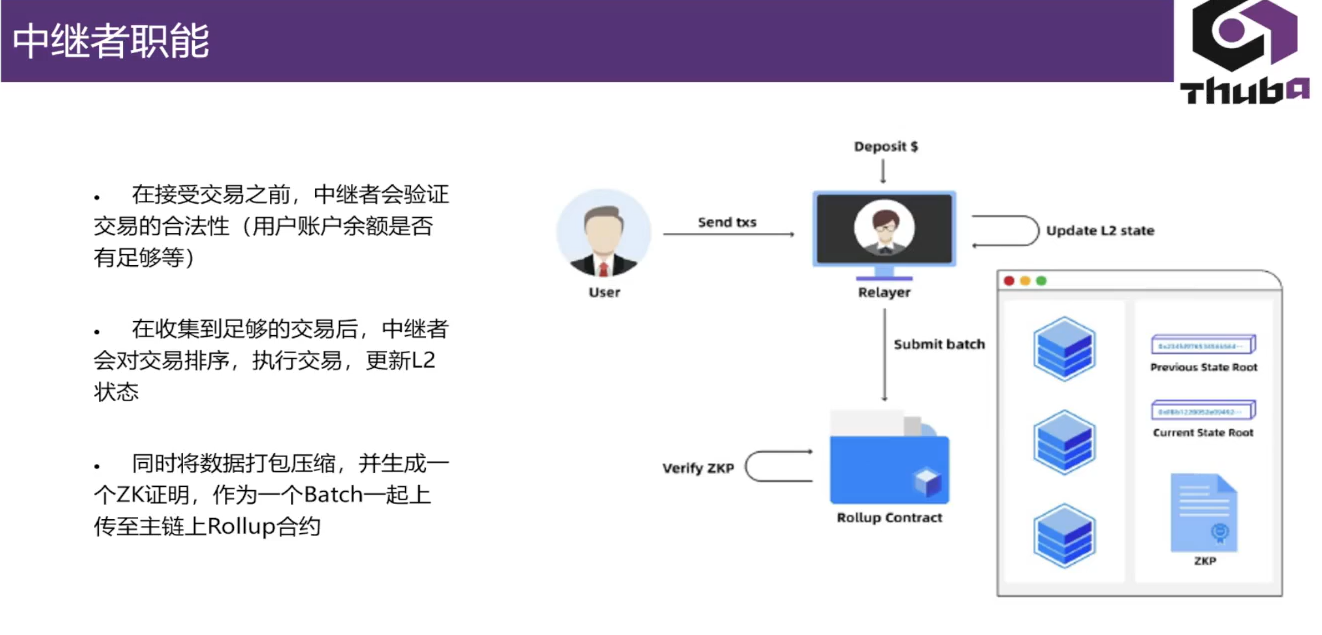 中继者职能
Thuba
• 在接受交易之前，中继者会验证
交易的合法性（用户账户余额是否
有足够等）
• 在收集到足够的交易后，中继者
会对交易排序，执行交易，更新L2
状态
• 同时将数据打包压缩，并生成一
个ZK证明，作为一个Batch一起上
传至主链上Rollup合约
Deposit $
Send txs
Update L2 state
User
Relayer
Submit batch
Previous State Root
Current State Root
Verify ZKP
Rollup Contract
ZKP